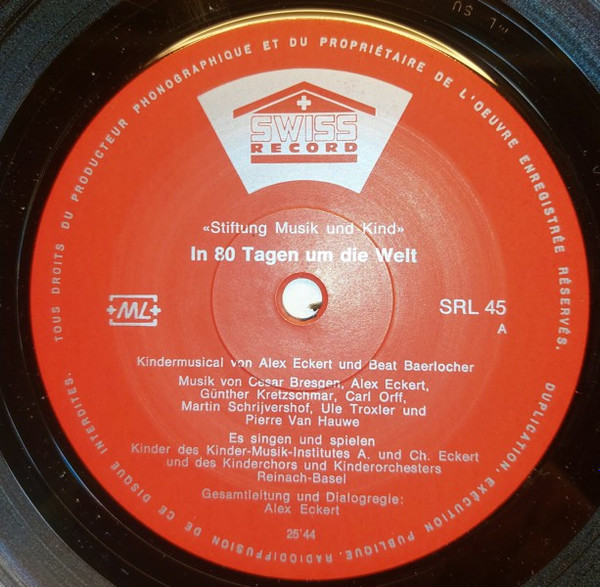 TOUS DROITS DU PRODUCTEUR PHONOGRAPHIQUE ET DU PROPRIÉTAIRE DE L'OEUVRE ENREGISTRÉE RÉSERVÉS. DUPLICATION, EXÉCUTION PUBLIQUE, RADIODIFFUSION DE CE DISQUE INTERDITES.
SWISS
RECORD
«Stiftung Musik und Kind»
In 80 Tagen um die Welt
ML
SRL 45
A
Kindermusical von Alex Eckert und Beat Baerlocher
Musik von Cesar Bresgen, Alex Eckert,
Günther Kretzschmar, Carl Orff,
Martin Schrijvershof, Ule Troxler und
Pierre Van Hauwe
Es singen und spielen
Kinder des Kinder-Musik-Institutes A. und Ch. Eckert
und des Kinderchors und Kinderorchesters
Reinach-Basel
Gesamtleitung und Dialogregie:
Alex Eckert
25'44